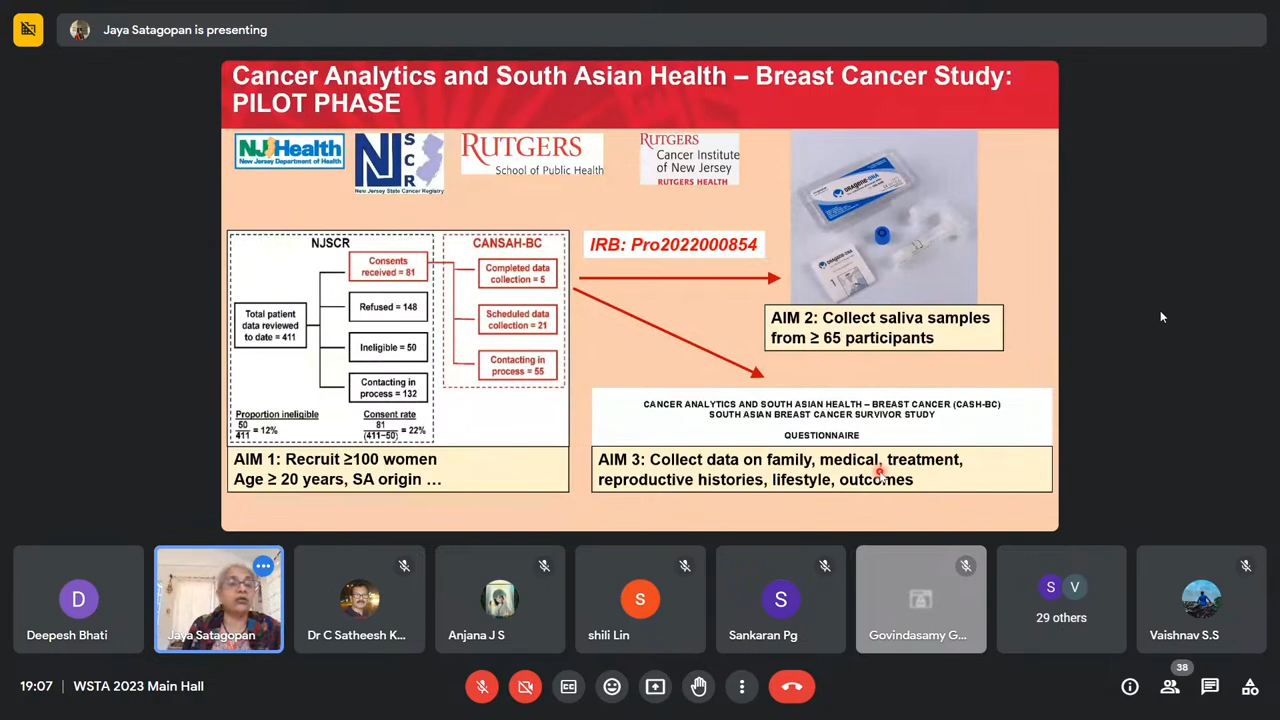 Jaya Satagopan is presenting
Cancer Analytics and South Asian Health – Breast Cancer Study:
PILOT PHASE
NJHealth
New Jersey Department of Health
NJ
S
C
R
New Jersey State Cancer Registry
RUTGERS
School of Public Health
RUTGERS
Cancer Institute
of New Jersey
RUTGERS HEALTH
ORAgene·DNA
NJSCR
CANSAH-BC
Total patient
data reviewed
to date = 411
Consents
received = 81
Refused = 148
Ineligible = 50
Contacting in
process = 132
Completed data
collection = 5
Scheduled data
collection = 21
Contacting in
process = 55
Proportion ineligible
50
411
= 12%
Consent rate
81
(411−50)
= 22%
IRB: Pro2022000854
AIM 2: Collect saliva samples
from ≥ 65 participants
CANCER ANALYTICS AND SOUTH ASIAN HEALTH – BREAST CANCER (CASH-BC)
SOUTH ASIAN BREAST CANCER SURVIVOR STUDY
QUESTIONNAIRE
AIM 1: Recruit ≥100 women
Age ≥ 20 years, SA origin …
AIM 3: Collect data on family, medical, treatment,
reproductive histories, lifestyle, outcomes
D
Deepesh Bhati
Jaya Satagopan
Dr C Satheesh K...
Anjana J S
s
shili Lin
S
Sankaran Pg
Govindasamy G...
S
V
29 others
Vaishnav S.S
19:07 | WSTA 2023 Main Hall
38